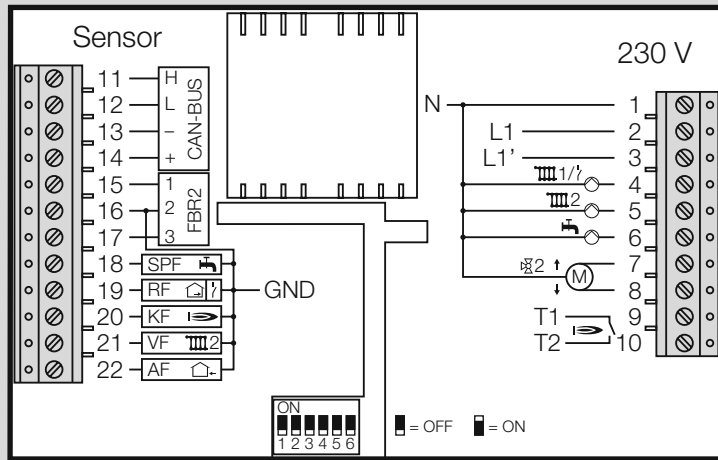 Sensor
230 V
11 H
12 L
13 –
14 +
CAN-BUS
15 1
16 2
17 3
FBR2
18 SPF
19 RF
20 KF
21 VF 2
22 AF
GND
N 1
L1 2
L1’ 3
1/ 4
2 5
6
2 M 7
8
T1 9
T2 10
ON
1 2 3 4 5 6
= OFF = ON